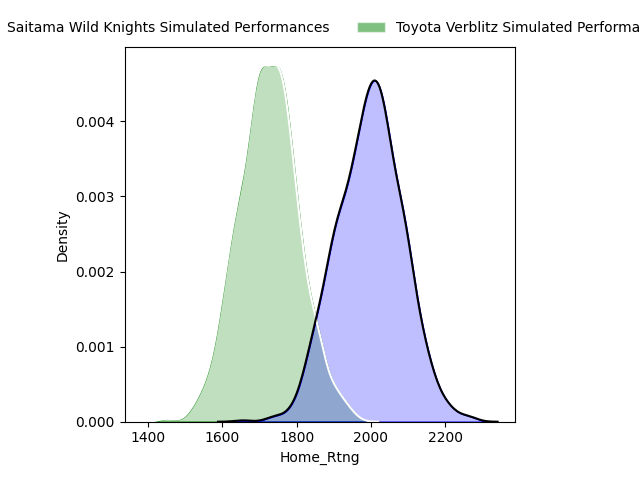 Saitama Wild Knights Simulated Performances
Toyota Verblitz Simulated Performa
0.004
0.003
0.002
0.001
0.000
Density
1400 1600 1800 2000 2200
Home_Rtng